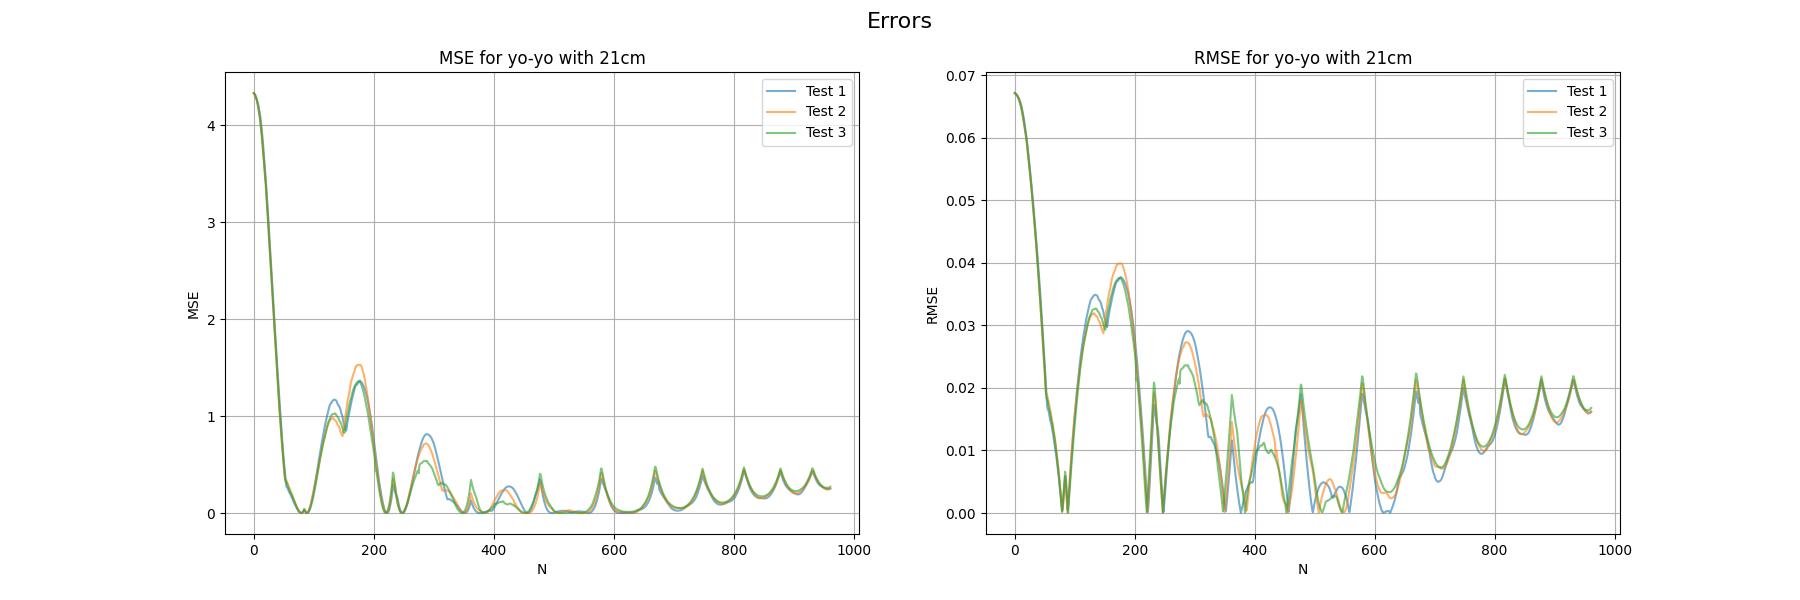 Errors
MSE for yo-yo with 21cm
Test 1
Test 2
Test 3
MSE
4
3
2
1
0
0 200 400 600 800 1000
N
RMSE for yo-yo with 21cm
Test 1
Test 2
Test 3
RMSE
0.07
0.06
0.05
0.04
0.03
0.02
0.01
0.00
0 200 400 600 800 1000
N